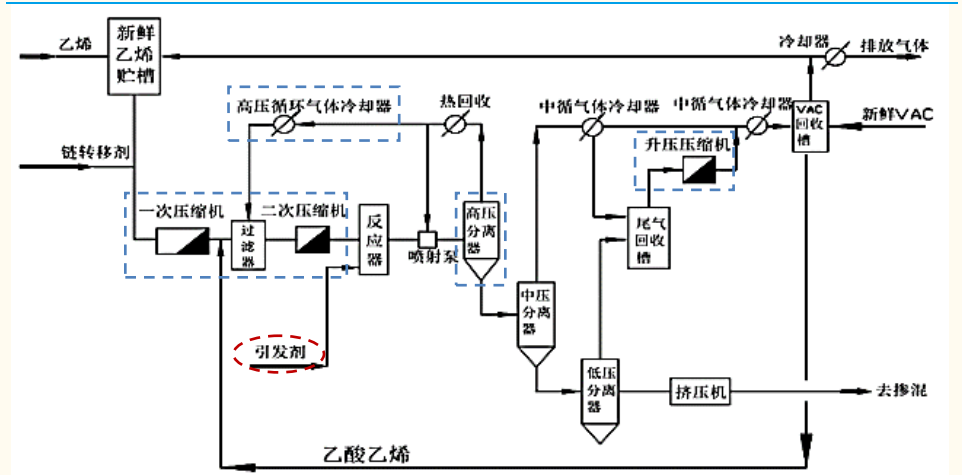 乙烯
新鲜
乙烯
贮槽
冷却器
排放气体
高压循环气体冷却器
热回收
中循气体冷却器
中循气体冷却器
VAC
回收
槽
新鲜VAC
链转移剂
升压压缩机
一次压缩机
过
滤
器
二次压缩机
反
应
器
喷射泵
高压
分离
器
尾气
回收
槽
中压
分离
器
引发剂
低压
分离
器
挤压机
去掺混
乙酸乙烯